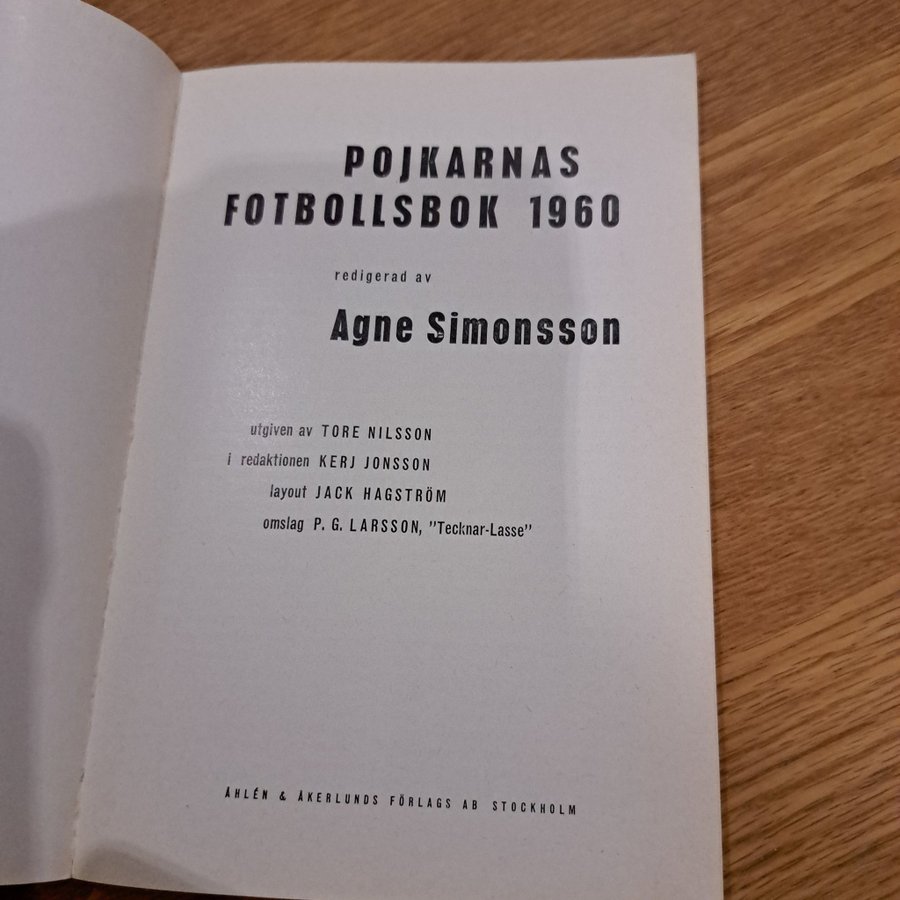 POJKARNAS
FOTBOLLSBOK 1960
redigerad av
Agne Simonsson
utgiven av TORE NILSSON
i redaktionen KERJ JONSSON
layout JACK HAGSTRÖM
omslag P. G. LARSSON, ”Tecknar-Lasse”
ÅHLÉN & ÅKERLUNDS FÖRLAGS AB STOCKHOLM